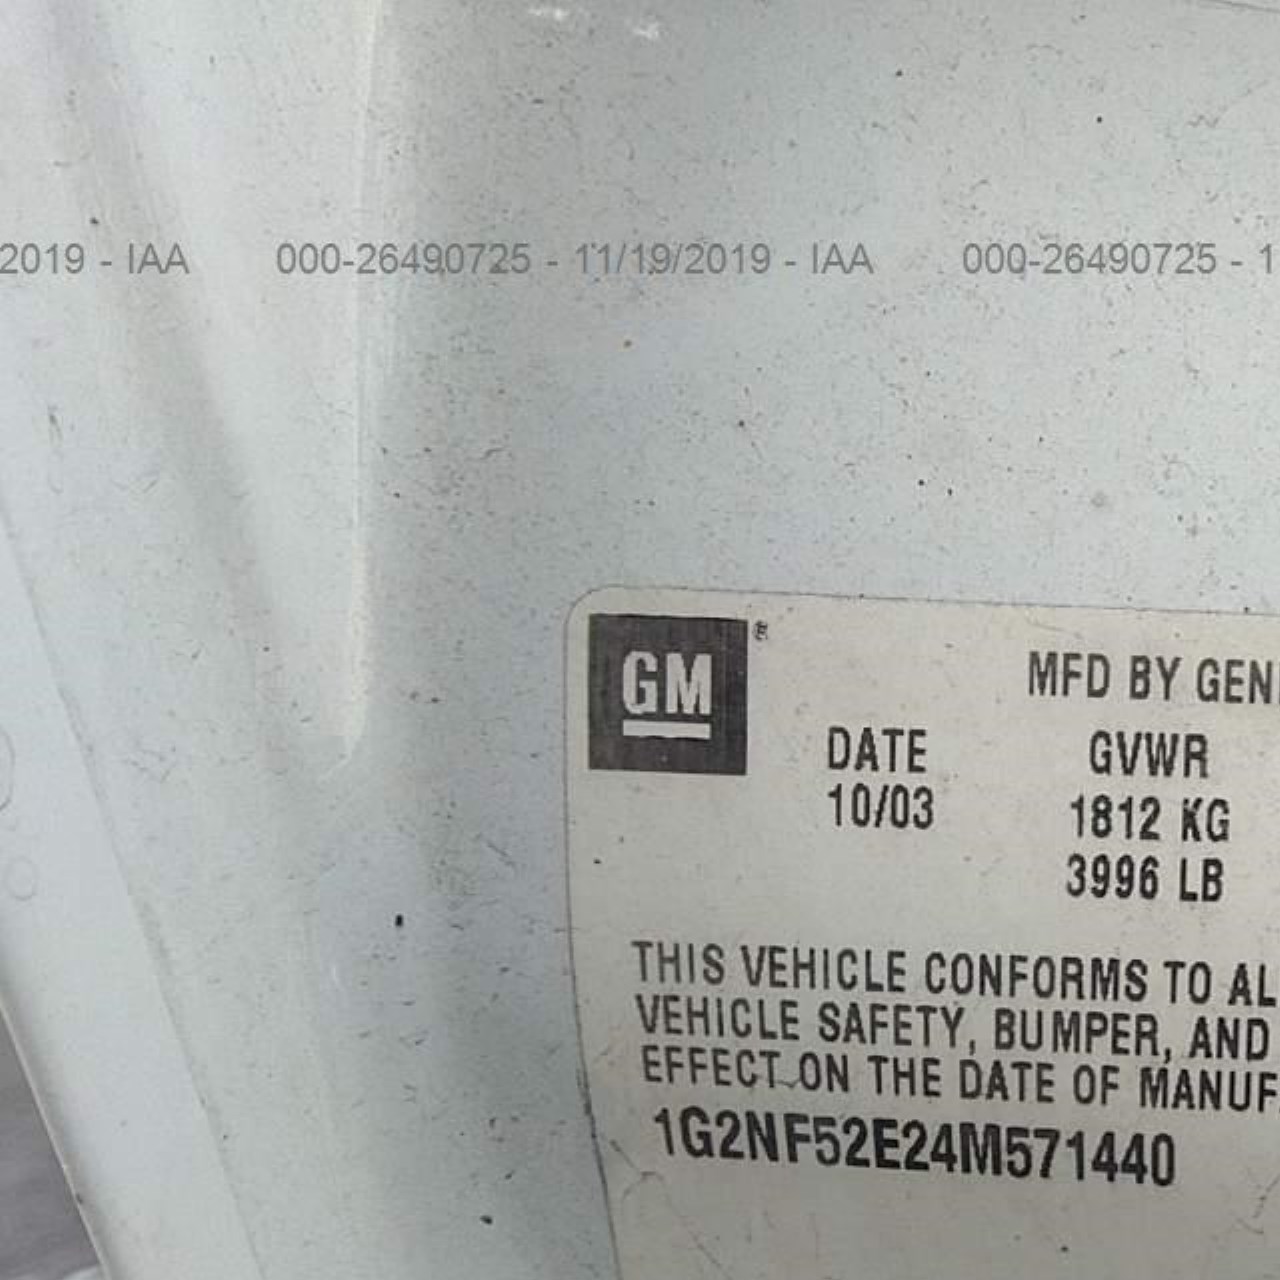 2019 - IAA 000-26490725 - 11/19/2019 - IAA 000-26490725 - 1
GM®
MFD BY GEN
DATE GVWR
10/03 1812 KG
3996 LB
THIS VEHICLE CONFORMS TO AL
VEHICLE SAFETY, BUMPER, AND
EFFECT ON THE DATE OF MANUF
1G2NF52E24M571440